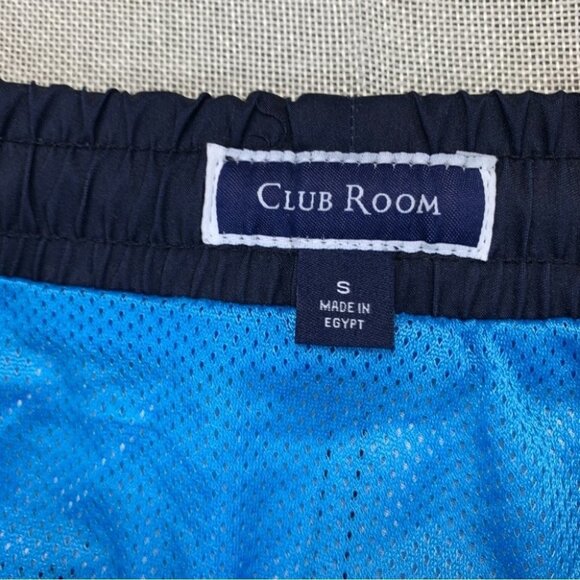 CLUB ROOM
S
MADE IN
EGYPT